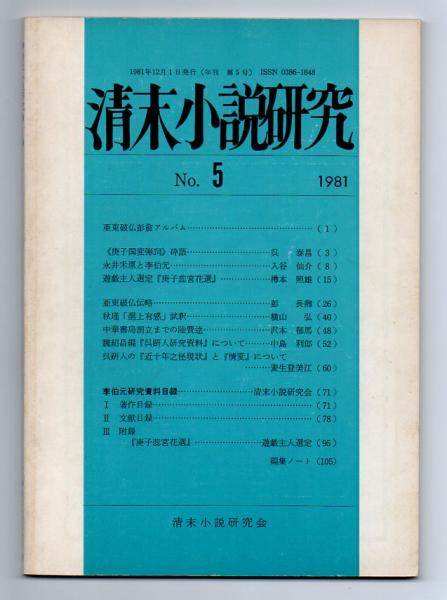 1981年12月1日発行（年刊 第5号） ISSN 0386-1848
清末小説研究
No. 5 1981
亜東破仏彭兪アルバム……………………………（1）
《庚子国変弾詞》砕語……………………呉 泰昌（3）
永井禾原と李伯元…………………………入谷 仙介（8）
遊戯主人選定『庚子蕊宮花選』…………樽本 照雄（15）
亜東破仏伝略………………………………彭 長卿（26）
秋瑾「題上有感」試釈……………………横山 弘（40）
中華書局創立までの陸費逵………………沢本 郁馬（48）
魏紹昌編『呉趼人研究資料』について………中島 利郎（52）
呉趼人の『近十年之怪現状』と『情変』について
…………麦生登美江（60）
李伯元研究資料目録………………清末小説研究会（71）
Ⅰ 著作目録………………………………（71）
Ⅱ 文献目録………………………………（78）
Ⅲ 附録
『庚子蕊宮花選』………………遊戯主人選定（95）
編集ノート（105）
清末小説研究会